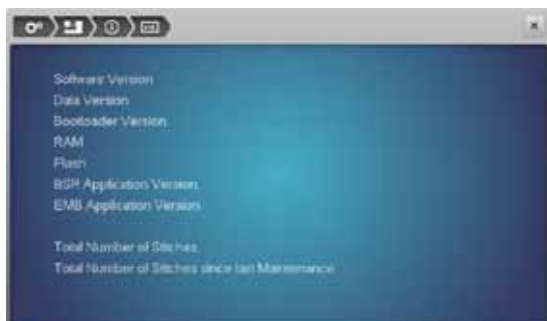 Software Version
Data Version
Bootloader Version
RAM
Flash
BSR Application Version
EMB Application Version
Total Number of Stitches
Total Number of Stitches since last Maintenance